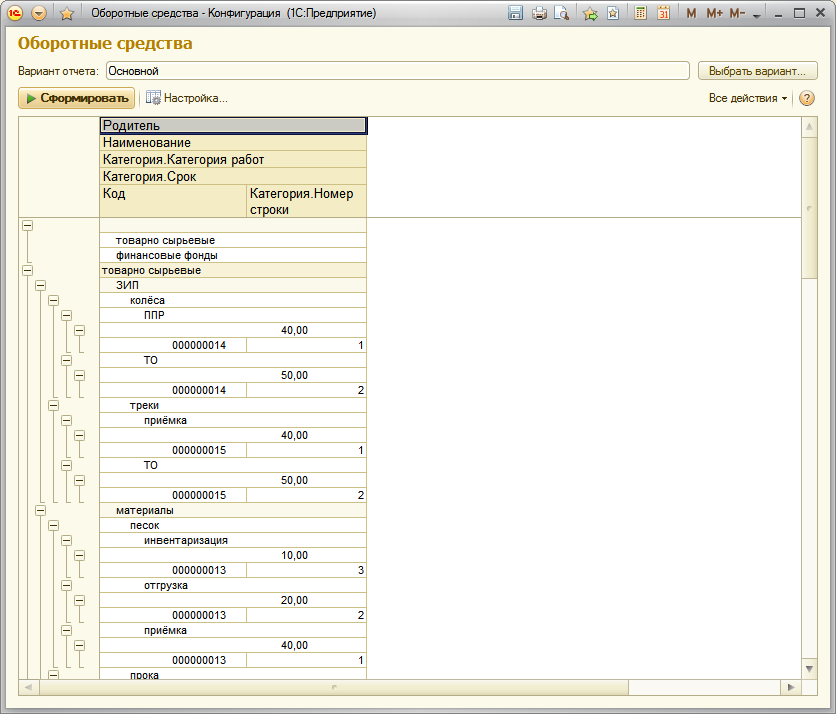 Оборотные средства - Конфигурация (1С:Предприятие)
M M+ M-
Оборотные средства
Вариант отчета: Основной Выбрать вариант...
Сформировать Настройка... Все действия ?
Родитель
Наименование
Категория.Категория работ
Категория.Срок
Код Категория.Номер
строки
товарно сырьевые
финансовые фонды
товарно сырьевые
ЗИП
колёса
ППР
40,00
000000014 1
ТО
50,00
000000014 2
треки
приёмка
40,00
000000015 1
ТО
50,00
000000015 2
материалы
песок
инвентаризация
10,00
000000013 3
отгрузка
20,00
000000013 2
приёмка
40,00
000000013 1
прока